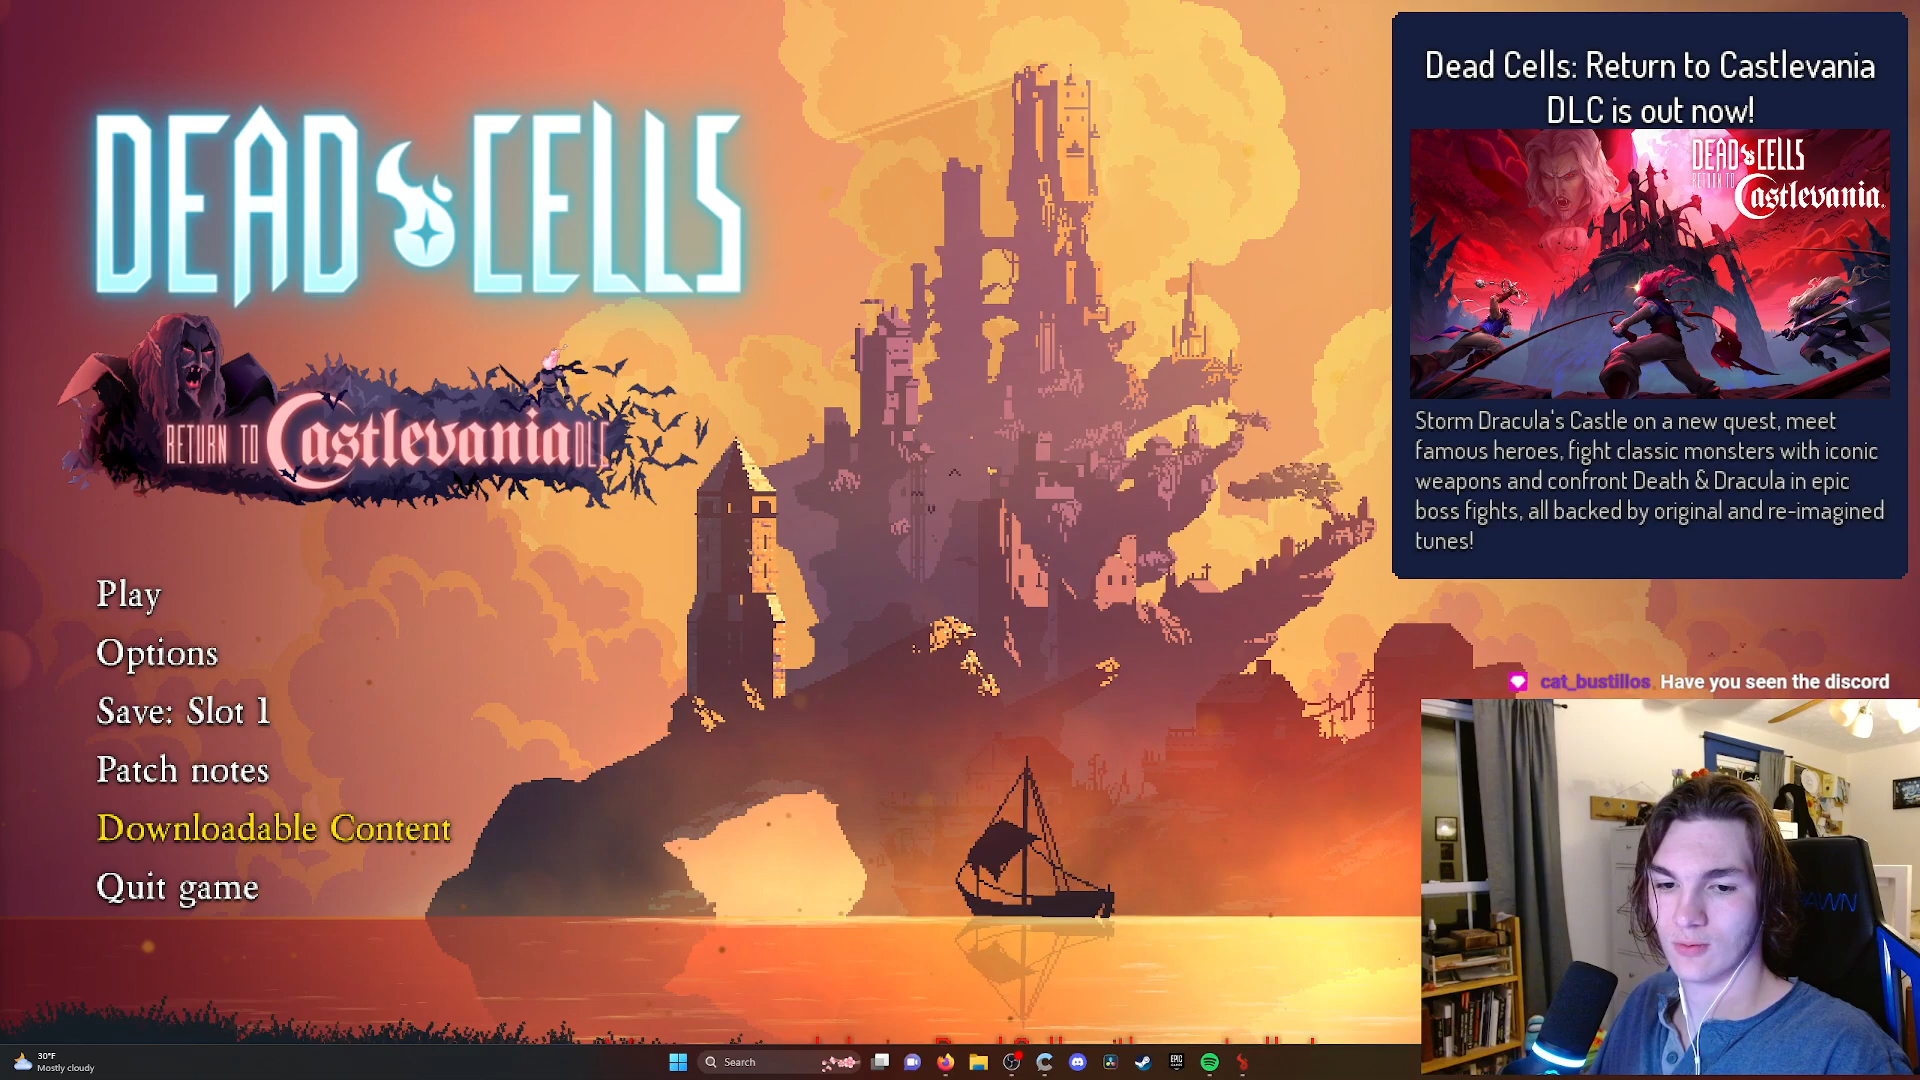 DEAD CELLS
RETURN TO Castlevania DLC
Play
Options
Save: Slot 1
Patch notes
Downloadable Content
Quit game
Dead Cells: Return to Castlevania
DLC is out now!
DEAD CELLS
RETURN TO
Castlevania
Storm Dracula's Castle on a new quest, meet
famous heroes, fight classic monsters with iconic
weapons and confront Death & Dracula in epic
boss fights, all backed by original and re-imagined
tunes!
cat_bustillos Have you seen the discord
30°F
Mostly cloudy
Search
EPIC